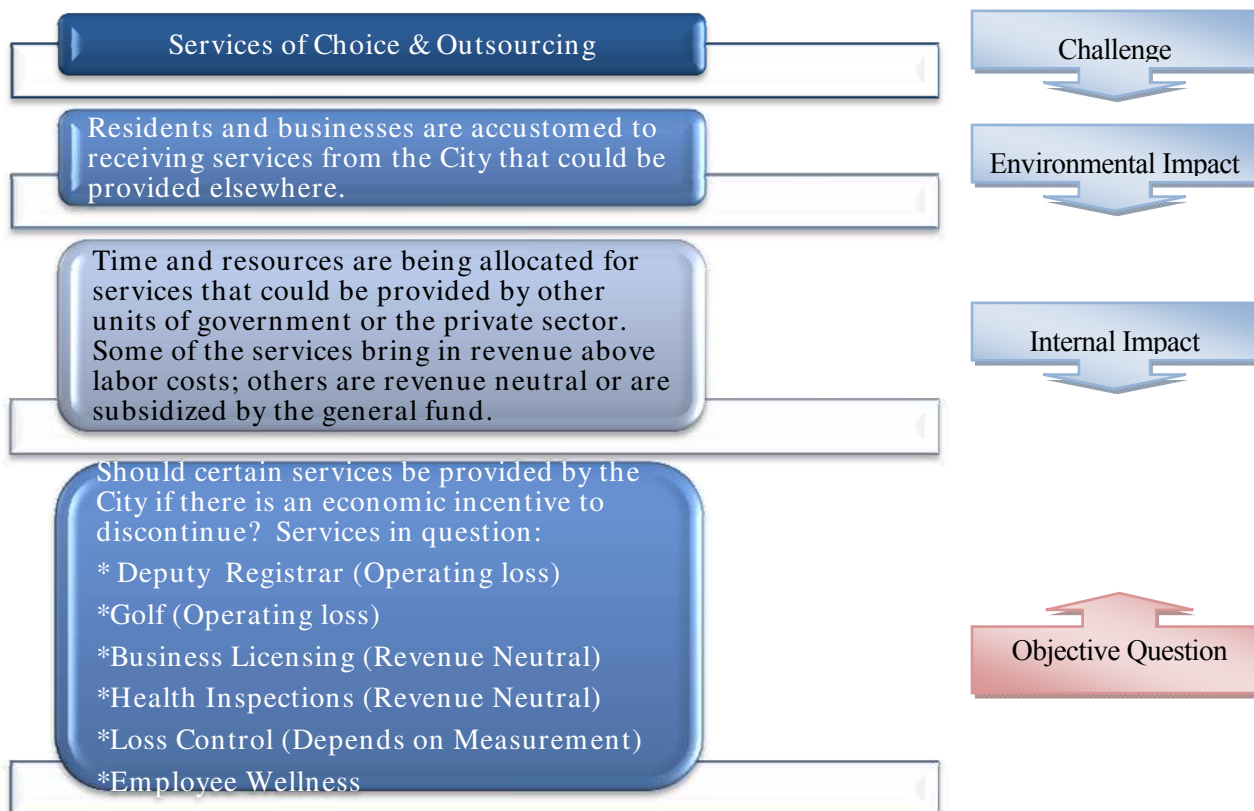 Services of Choice & Outsourcing
Challenge
Residents and businesses are accustomed to
receiving services from the City that could be
provided elsewhere.
Environmental Impact
Time and resources are being allocated for
services that could be provided by other
units of government or the private sector.
Some of the services bring in revenue above
labor costs; others are revenue neutral or are
subsidized by the general fund.
Internal Impact
Should certain services be provided by the
City if there is an economic incentive to
discontinue? Services in question:
* Deputy Registrar (Operating loss)
*Golf (Operating loss)
*Business Licensing (Revenue Neutral)
*Health Inspections (Revenue Neutral)
*Loss Control (Depends on Measurement)
*Employee Wellness
Objective Question